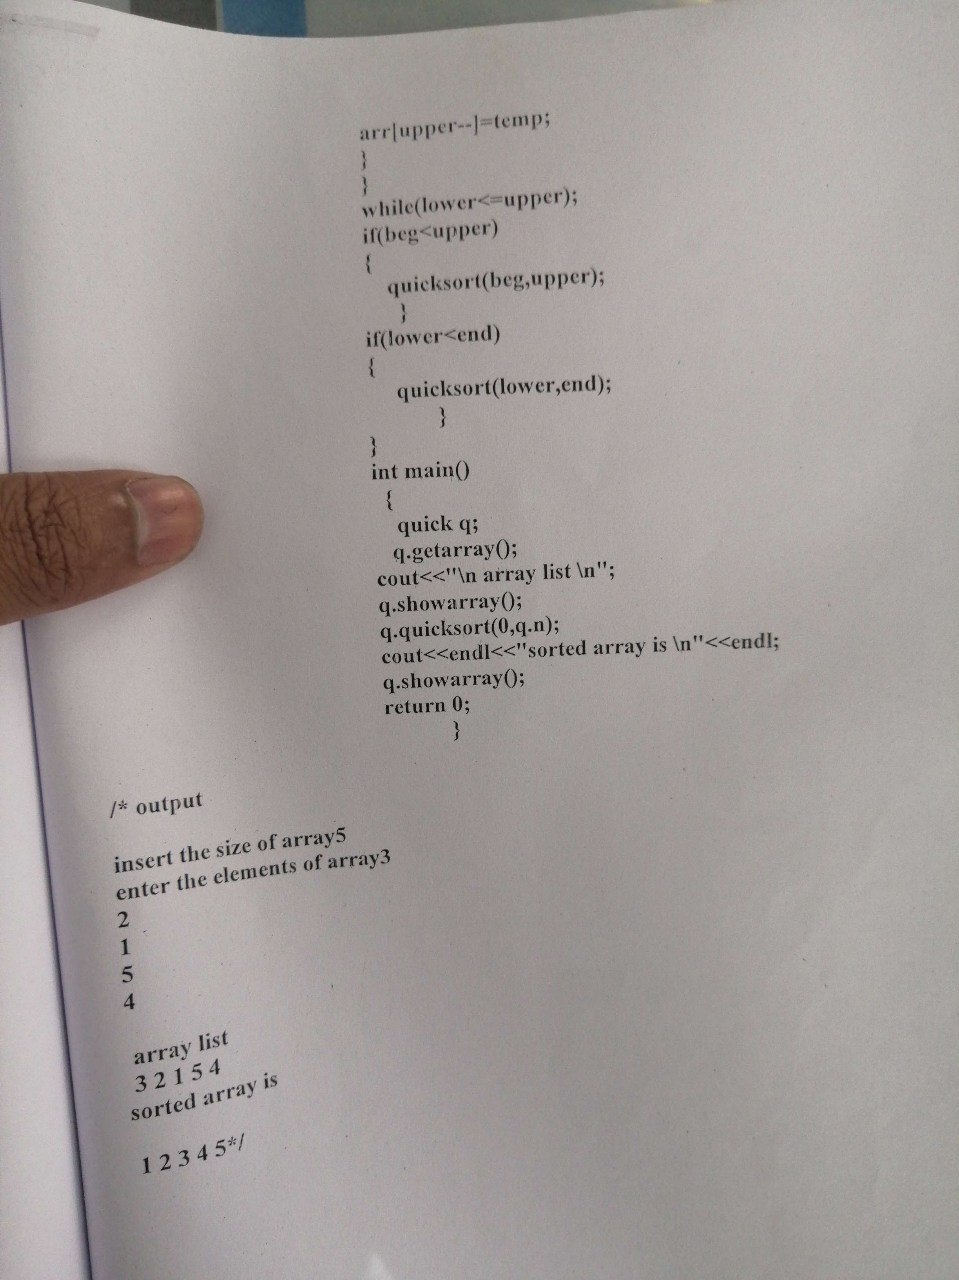 arr[upper--]=temp;
}
}
while(lower<=upper);
if(beg<upper)
{
quicksort(beg,upper);
}
if(lower<end)
{
quicksort(lower,end);
}
}
int main()
{
quick q;
q.getarray();
cout<<"\n array list \n";
q.showarray();
q.quicksort(0,q.n);
cout<<endl<<"sorted array is \n"<<endl;
q.showarray();
return 0;
}
/* output
insert the size of array5
enter the elements of array3
2
1
5
4
array list
3 2 1 5 4
sorted array is
1 2 3 4 5*/